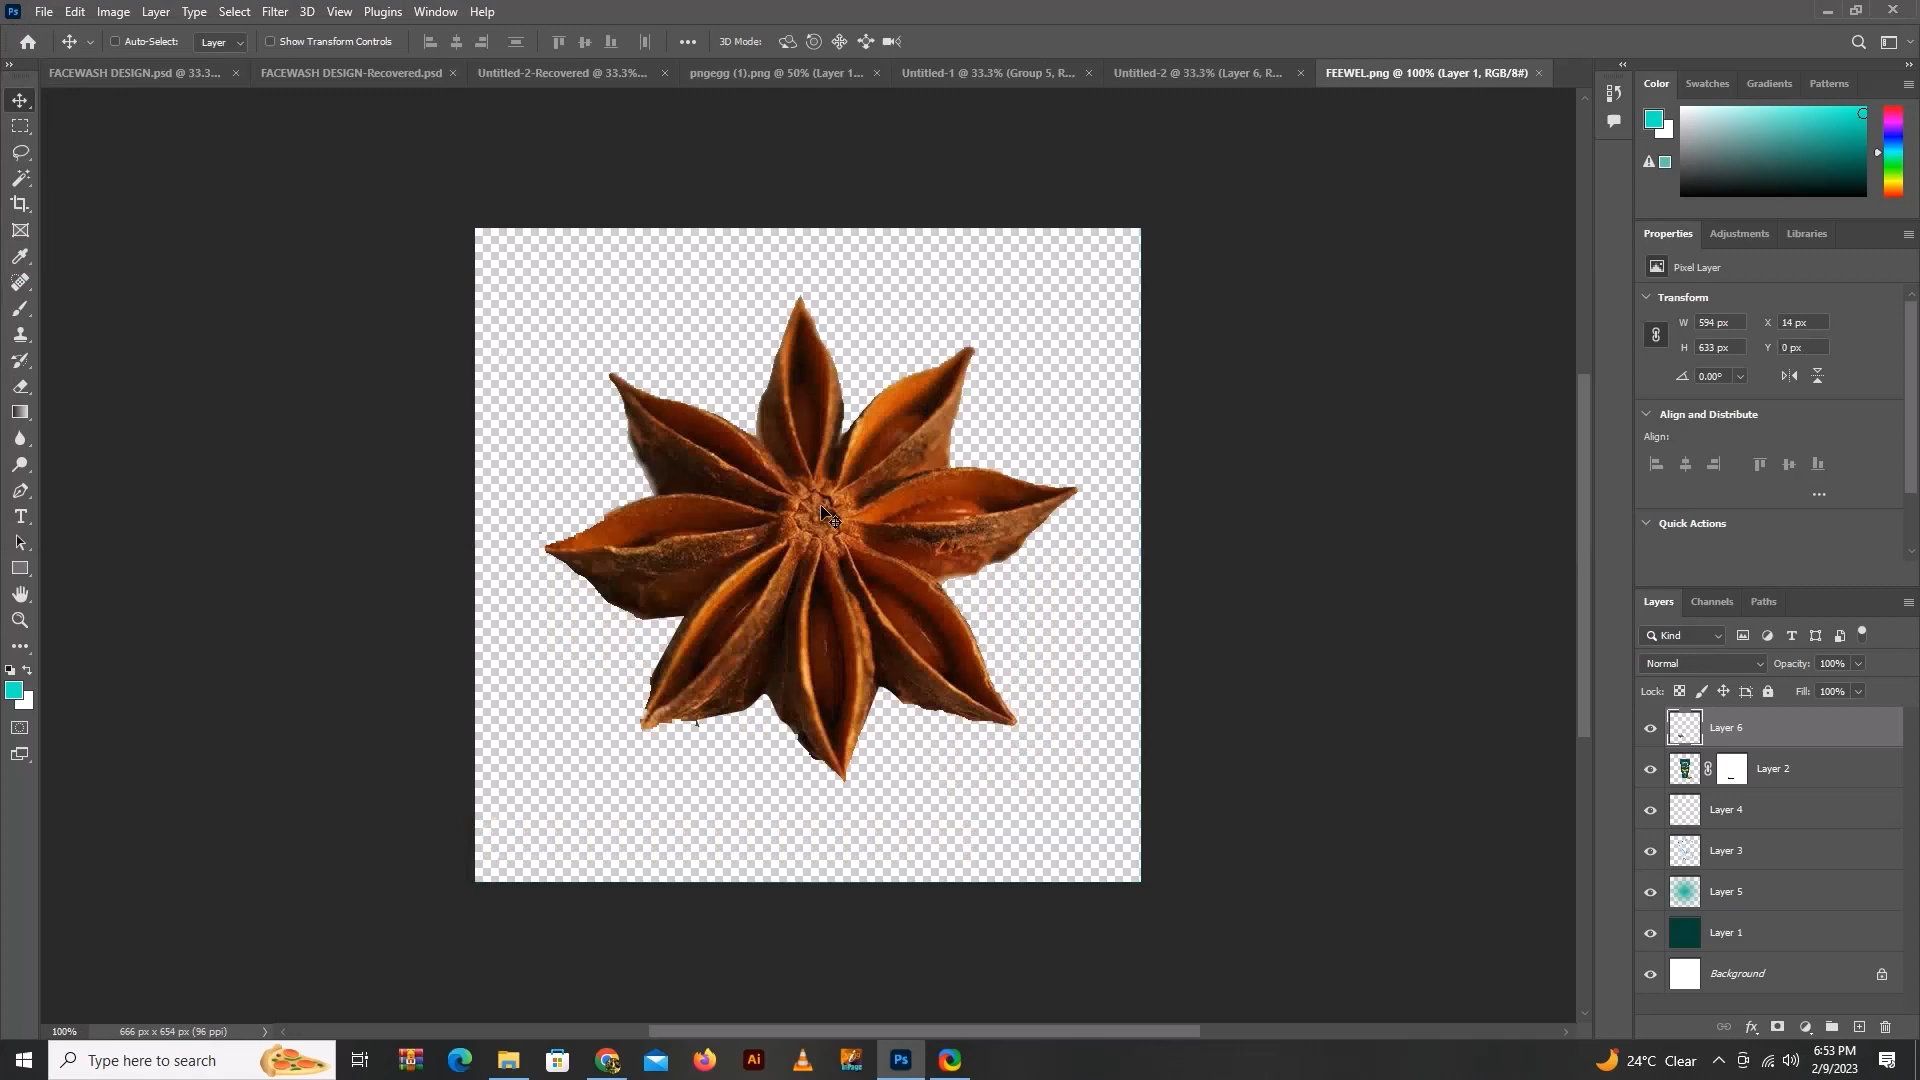 Ps File Edit Image Layer Type Select Filter 3D View Plugins Window Help
Auto-Select: Layer Show Transform Controls 3D Mode:
FACEWASH DESIGN.psd @ 33.3... FACEWASH DESIGN-Recovered.psd Untitled-2-Recovered @ 33.3%... pngegg (1).png @ 50% (Layer 1... Untitled-1 @ 33.3% (Group 5, R... Untitled-2 @ 33.3% (Layer 6, R... FEEWEL.png @ 100% (Layer 1, RGB/8#)
Color Swatches Gradients Patterns
Properties Adjustments Libraries
Pixel Layer
Transform
W 594 px X 14 px
H 633 px Y 0 px
0.00°
Align and Distribute
Align:
Quick Actions
Layers Channels Paths
Kind
Normal Opacity: 100%
Lock: Fill: 100%
Layer 6
Layer 2
Layer 4
Layer 3
Layer 5
Layer 1
Background
fx
100% 666 px x 654 px (96 ppi)
Type here to search
Ai
Ps
24°C Clear
6:53 PM
2/9/2023